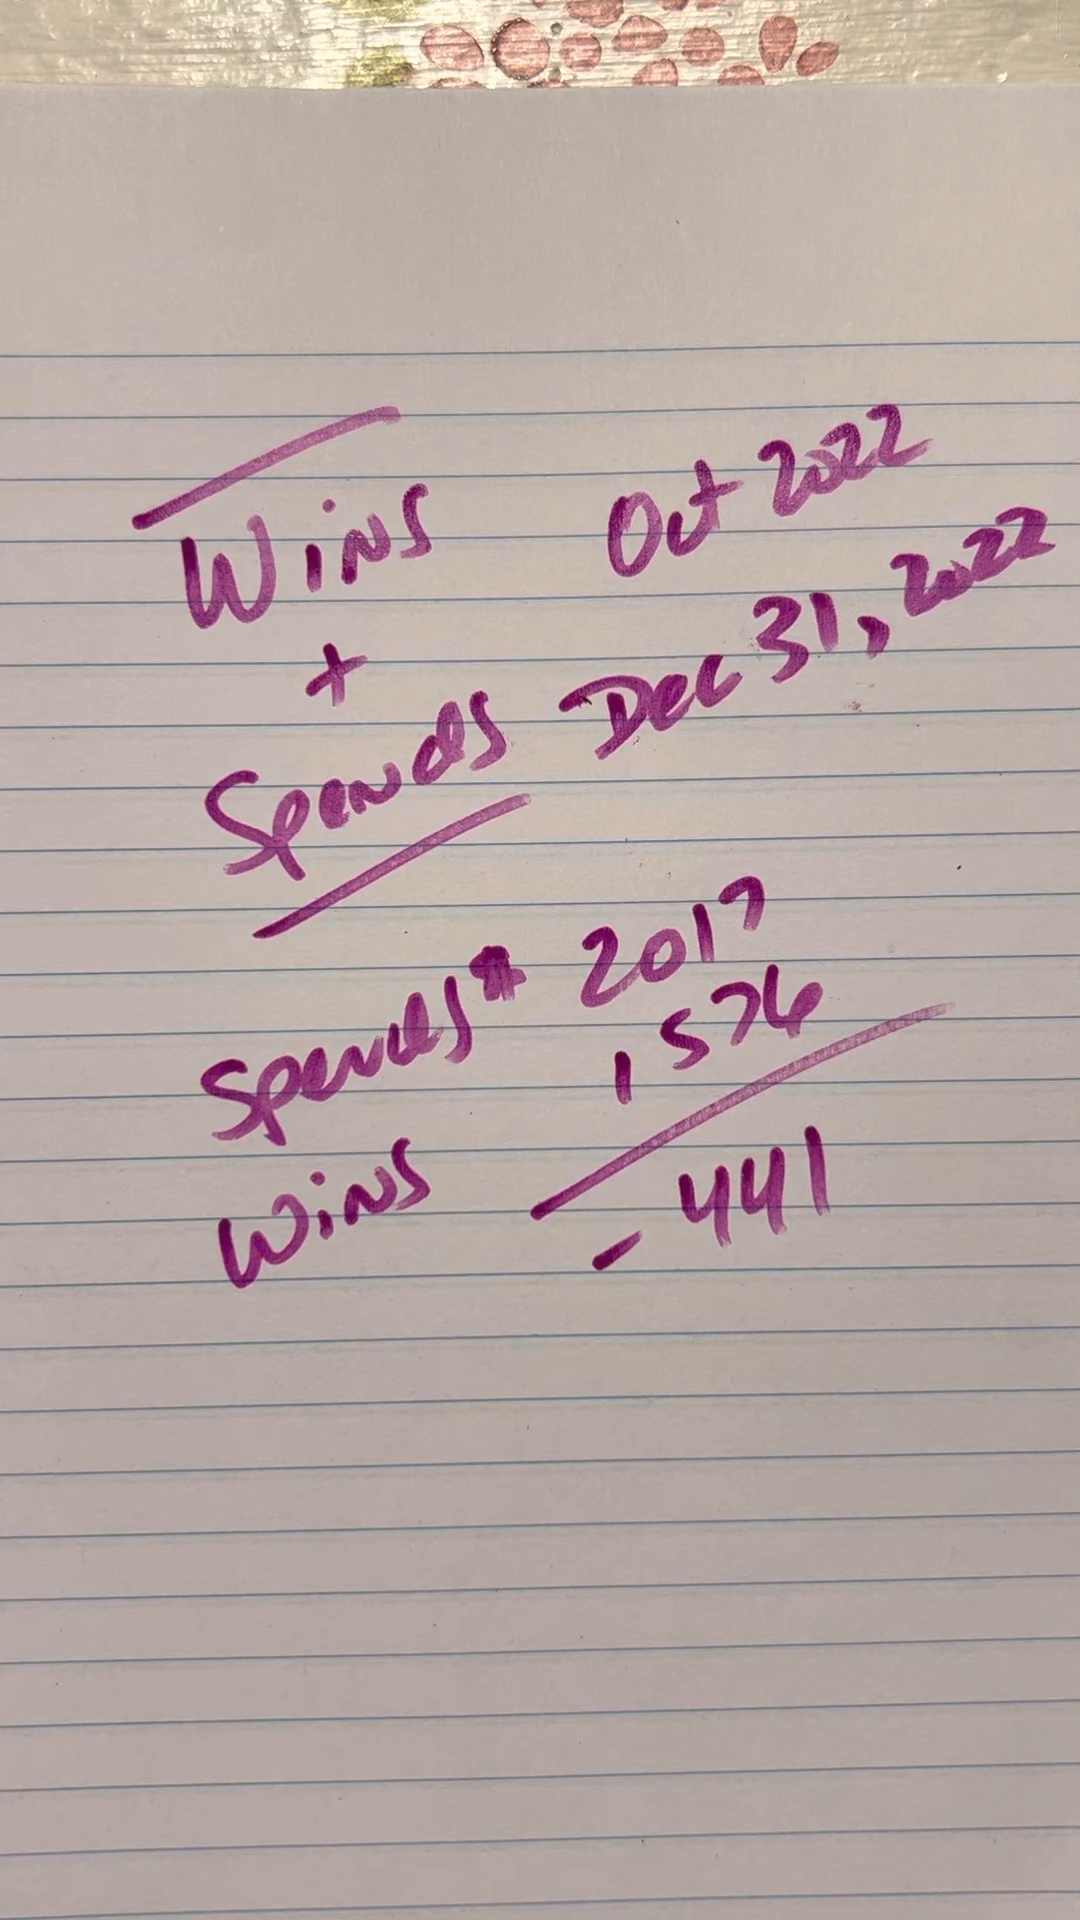 Wins Oct 2022
+
Spends Dec 31, 2022
Spends 2017
Wins 1576
- 441